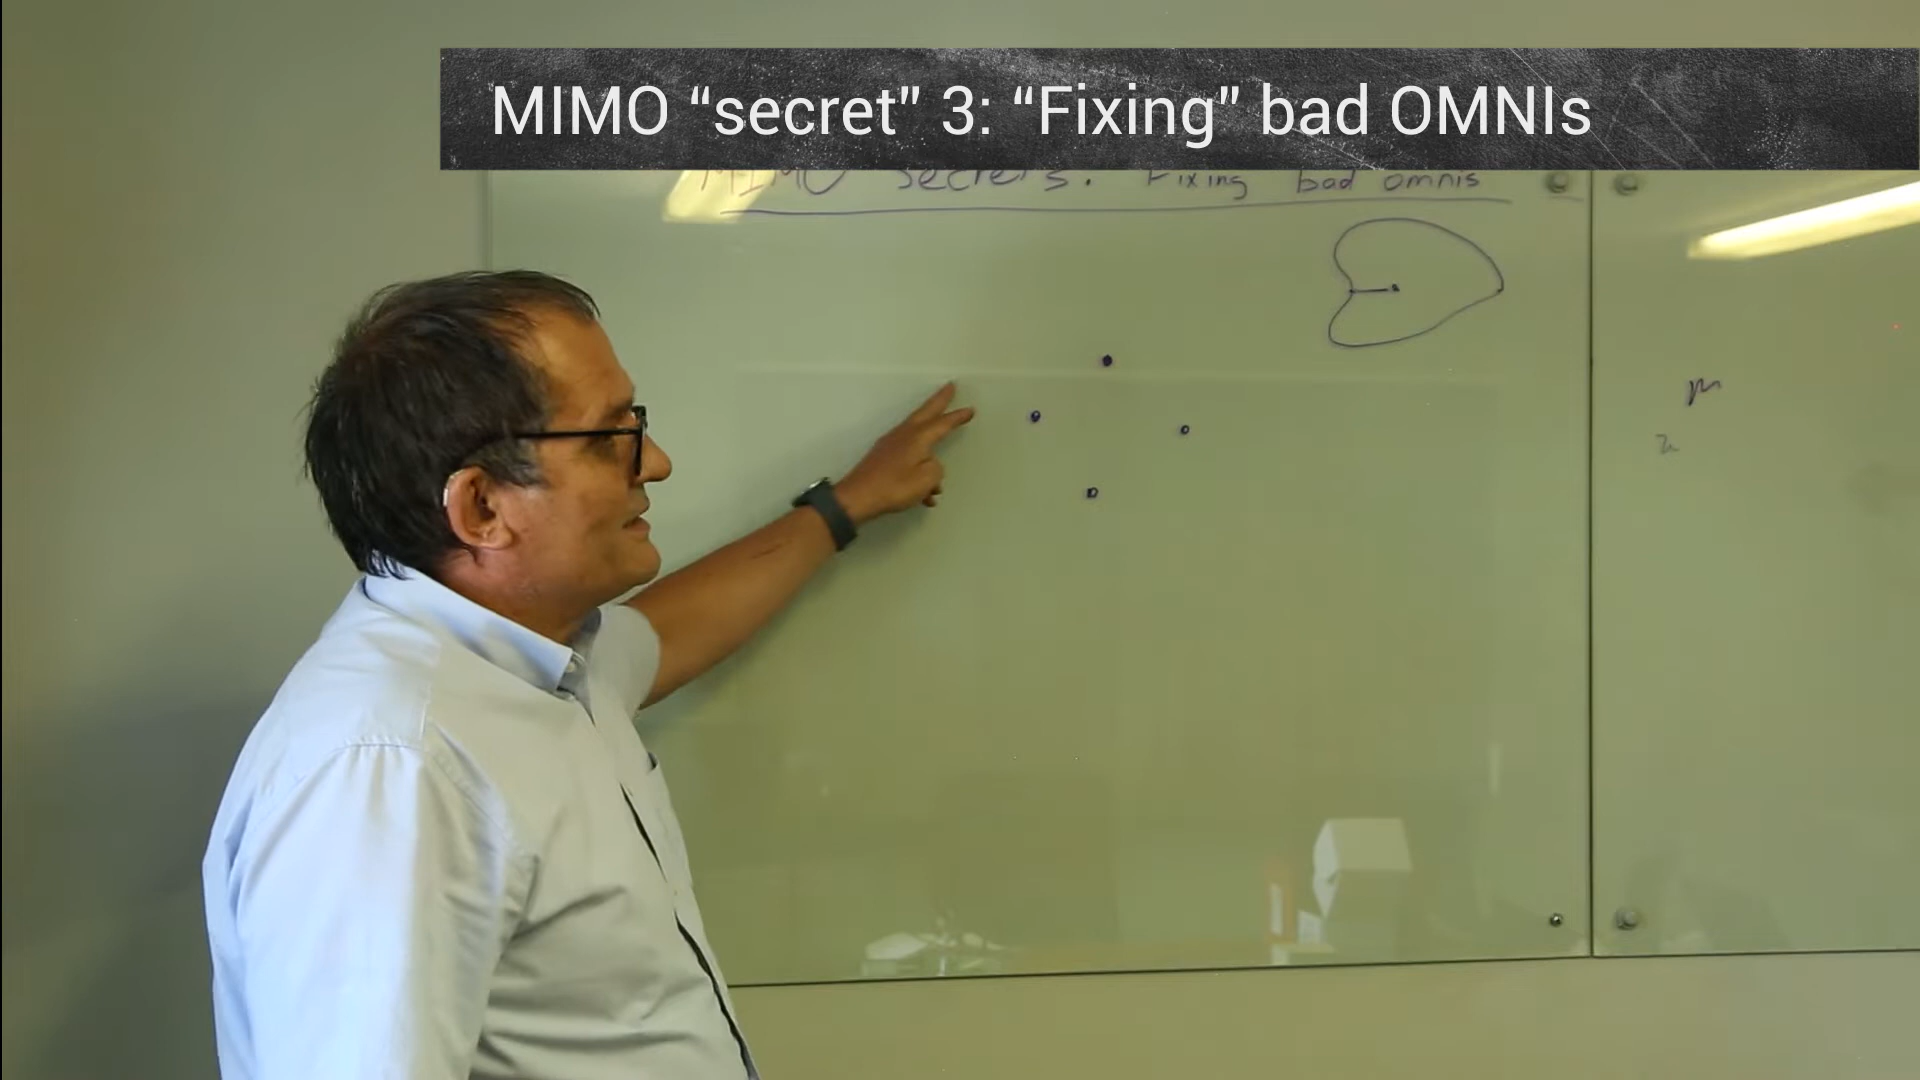 MIMO “secret” 3: “Fixing” bad OMNIs
MIMO secrets: Fixing bad omnis